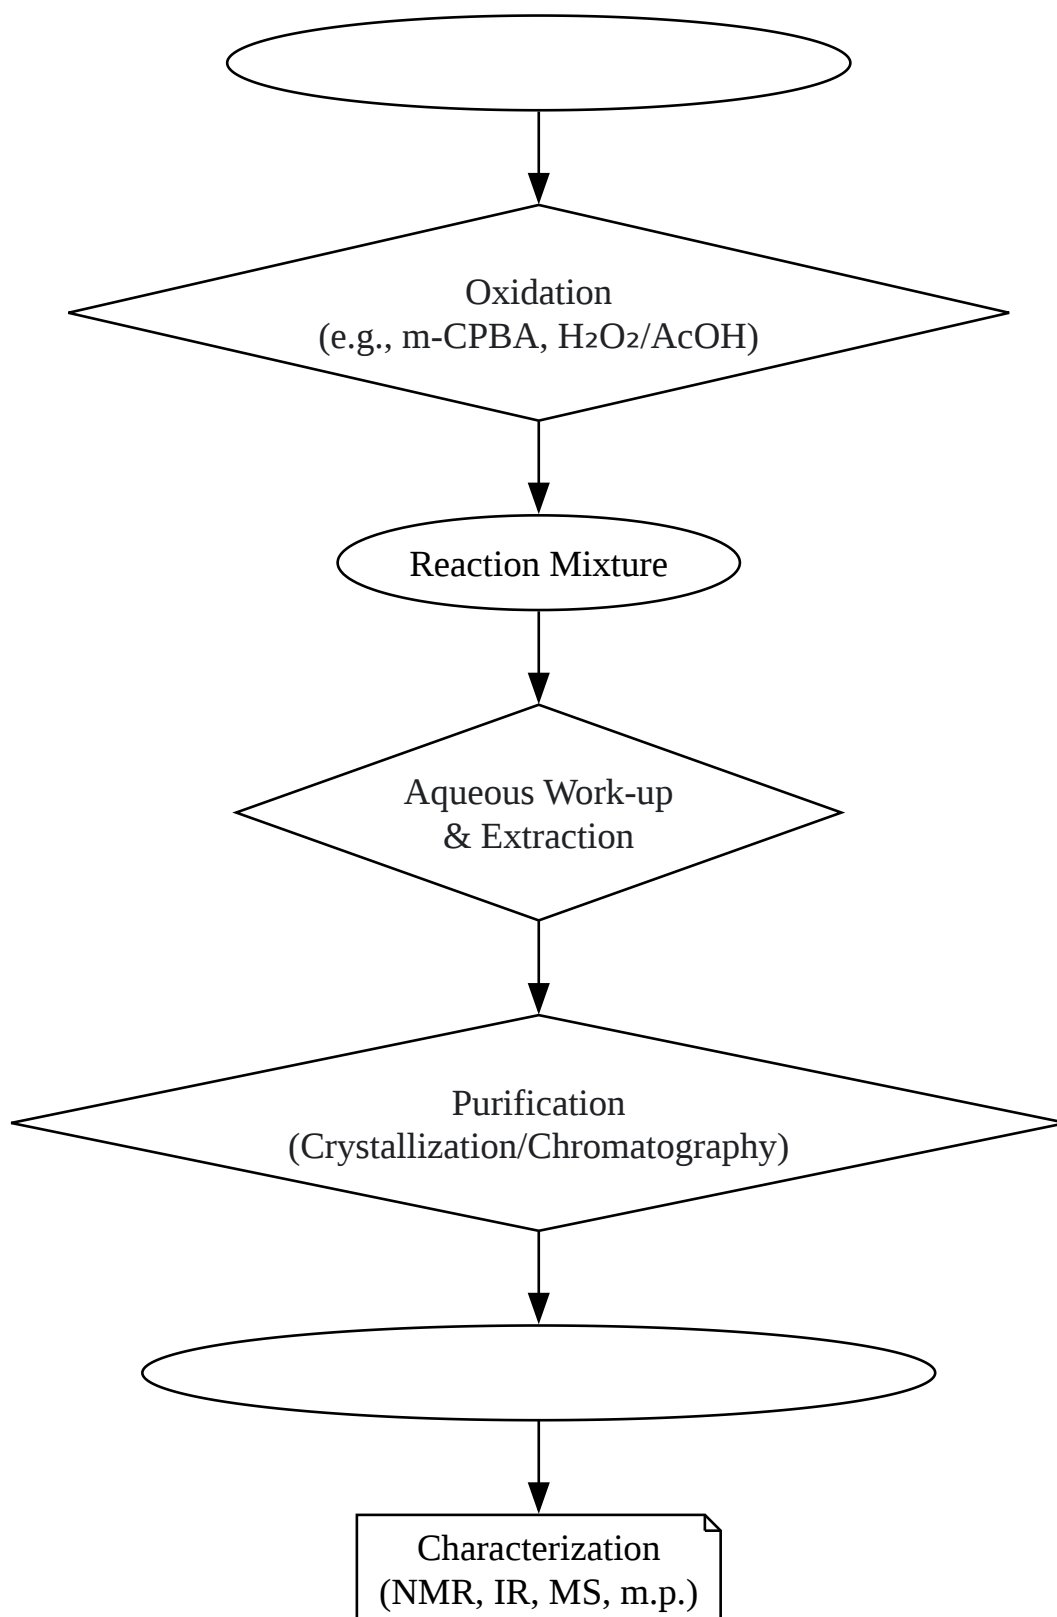 Oxidation
(e.g., m-CPBA, H₂O₂/AcOH)
Reaction Mixture
Aqueous Work-up
& Extraction
Purification
(Crystallization/Chromatography)
Characterization
(NMR, IR, MS, m.p.)